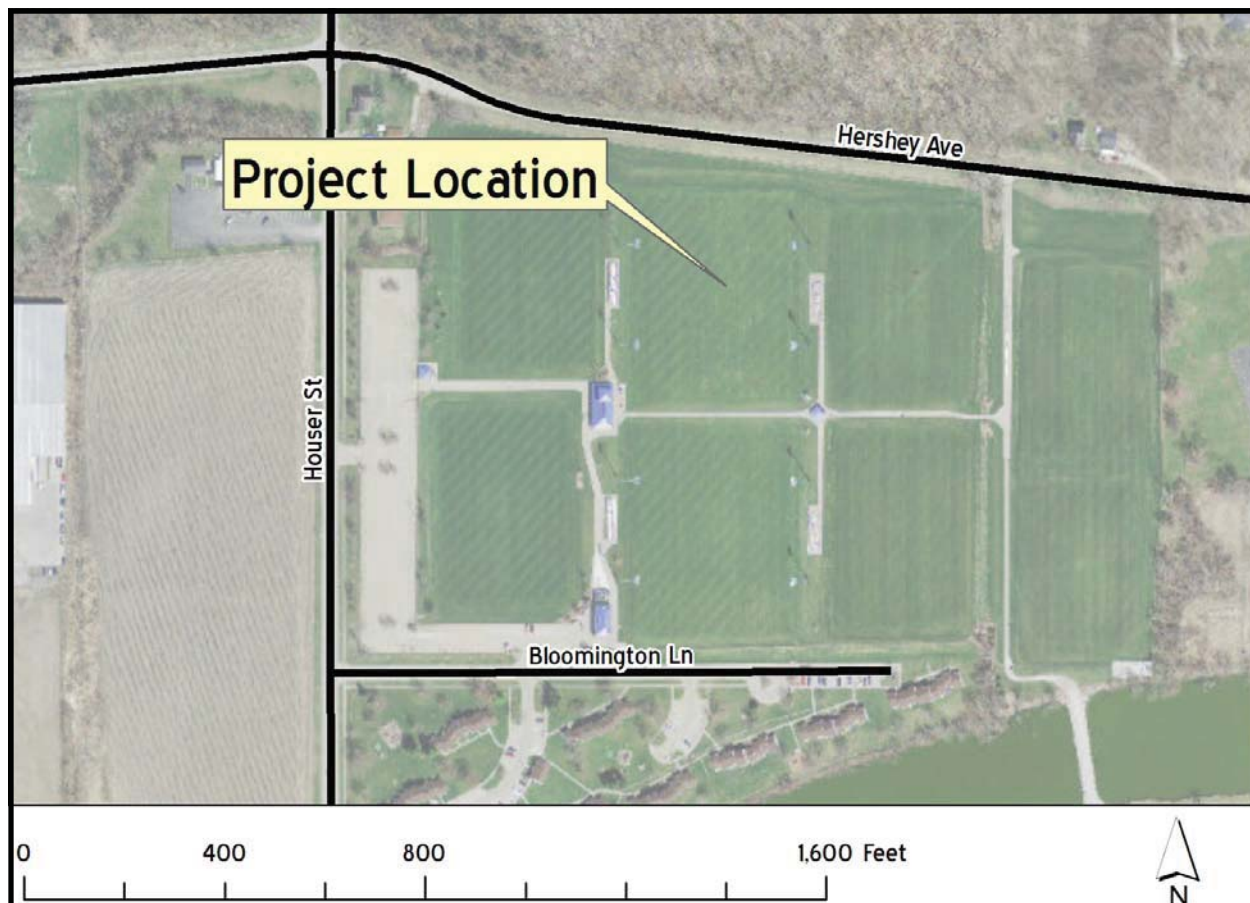 Hershey Ave
Project Location
Houser St
Bloomington Ln
0 400 800 1,600 Feet
N